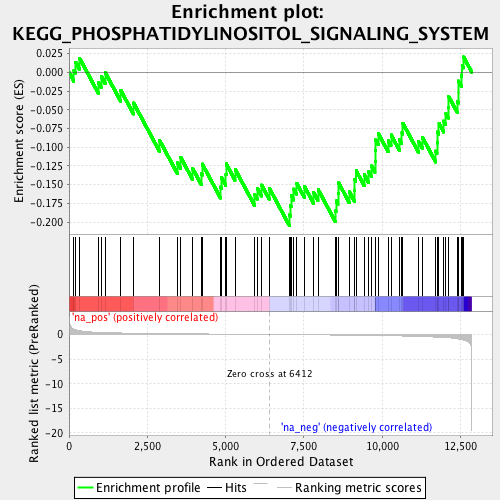 Enrichment plot:
KEGG_PHOSPHATIDYLINOSITOL_SIGNALING_SYSTEM
Enrichment score (ES)
0.025
0.000
-0.025
-0.050
-0.075
-0.100
-0.125
-0.150
-0.175
-0.200
'na_pos' (positively correlated)
Ranked list metric (PreRanked)
0
-5
-10
-15
-20
Zero cross at 6412
'na_neg' (negatively correlated)
0
2,500
5,000
7,500
10,000
12,500
Rank in Ordered Dataset
Enrichment profile
Hits
Ranking metric scores